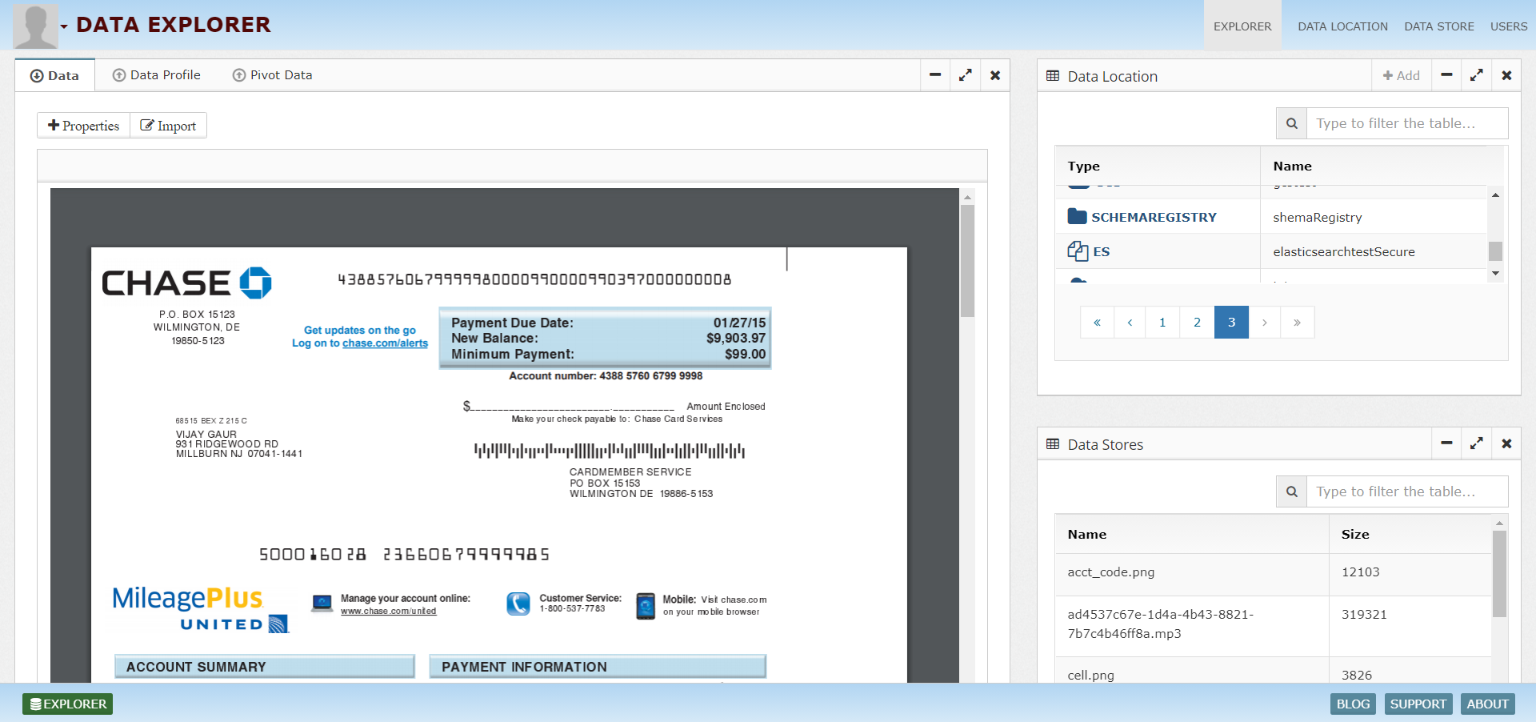 DATA EXPLORER
EXPLORER
DATA LOCATION
DATA STORE
USERS
Data
Data Profile
Pivot Data
Properties
Import
CHASE
P.O. BOX 15123
WILMINGTON, DE
19850-5123
Get updates on the go
Log on to chase.com/alerts
Payment Due Date: 01/27/15
New Balance: $9,903.97
Minimum Payment: $99.00
Account number: 4388 5760 6799 9998
$ Amount Enclosed
Make your check payable to: Chase Card Services
68515 BEX Z 215 C
VIJAY GAUR
931 RIDGEWOOD RD
MILLBURN NJ 07041-1441
CARDMEMBER SERVICE
PO BOX 15153
WILMINGTON DE 19886-5153
500016028 23660679999985
MileagePlus
UNITED
Manage your account online:
www.chase.com/united
Customer Service:
1-800-537-7783
Mobile: Visit chase.com
on your mobile browser
ACCOUNT SUMMARY
PAYMENT INFORMATION
Data Location
Add
Type to filter the table...
Type Name
SCHEMAREGISTRY shemaRegistry
ES elasticsearchtestSecure
« ‹ 1 2 3 › »
Data Stores
Type to filter the table...
Name Size
acct_code.png 12103
ad4537c67e-1d4a-4b43-8821-7b7c4b46ff8a.mp3 319321
cell.png 3826
EXPLORER
BLOG
SUPPORT
ABOUT